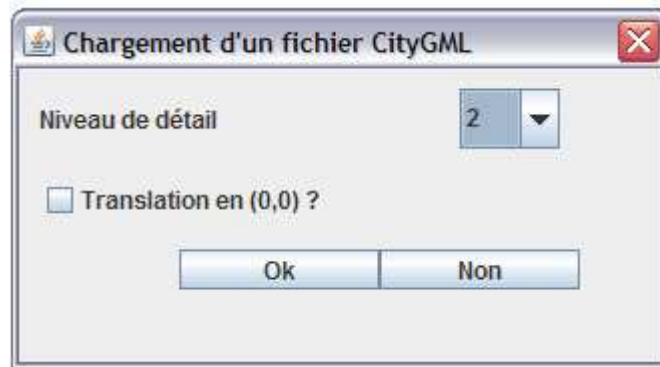 Chargement d'un fichier CityGML
Niveau de détail 2
Translation en (0,0) ?
Ok Non